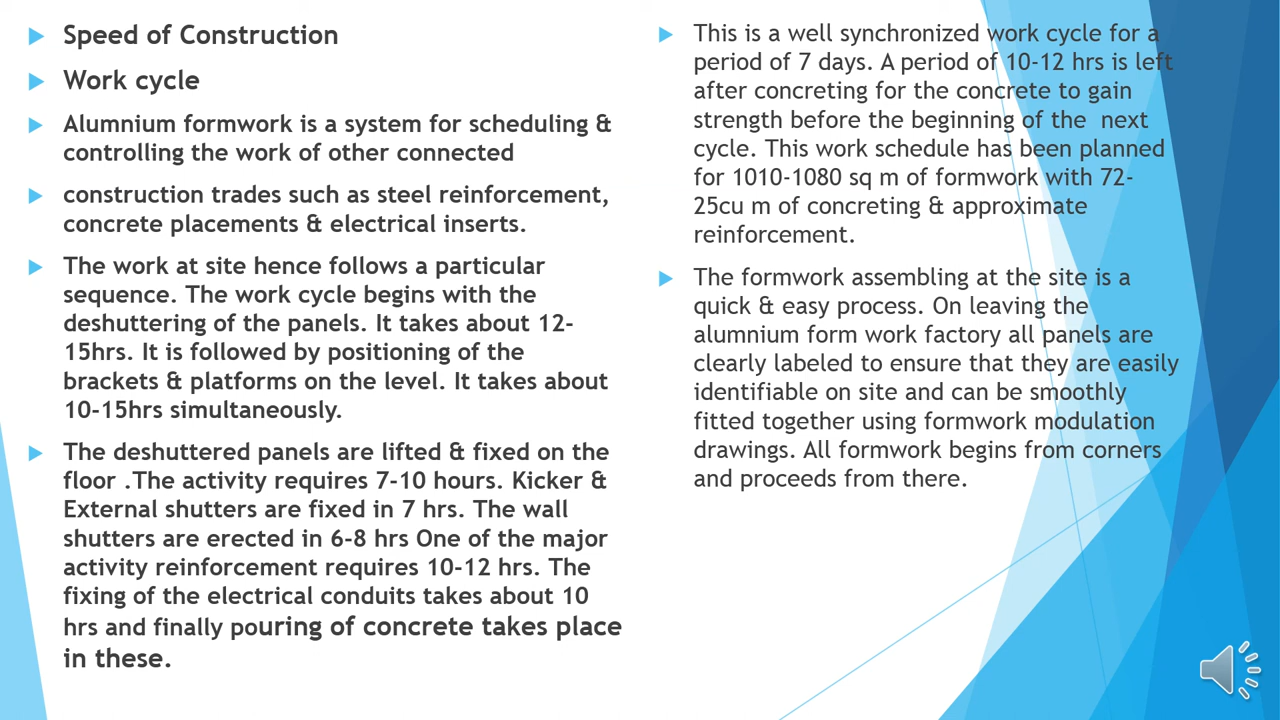 Speed of Construction
Work cycle
Alumnium formwork is a system for scheduling &
controlling the work of other connected
construction trades such as steel reinforcement,
concrete placements & electrical inserts.
The work at site hence follows a particular
sequence. The work cycle begins with the
deshuttering of the panels. It takes about 12-
15hrs. It is followed by positioning of the
brackets & platforms on the level. It takes about
10-15hrs simultaneously.
The deshuttered panels are lifted & fixed on the
floor .The activity requires 7-10 hours. Kicker &
External shutters are fixed in 7 hrs. The wall
shutters are erected in 6-8 hrs One of the major
activity reinforcement requires 10-12 hrs. The
fixing of the electrical conduits takes about 10
hrs and finally pouring of concrete takes place
in these.
This is a well synchronized work cycle for a
period of 7 days. A period of 10-12 hrs is left
after concreting for the concrete to gain
strength before the beginning of the  next
cycle. This work schedule has been planned
for 1010-1080 sq m of formwork with 72-
25cu m of concreting & approximate
reinforcement.
The formwork assembling at the site is a
quick & easy process. On leaving the
alumnium form work factory all panels are
clearly labeled to ensure that they are easily
identifiable on site and can be smoothly
fitted together using formwork modulation
drawings. All formwork begins from corners
and proceeds from there.